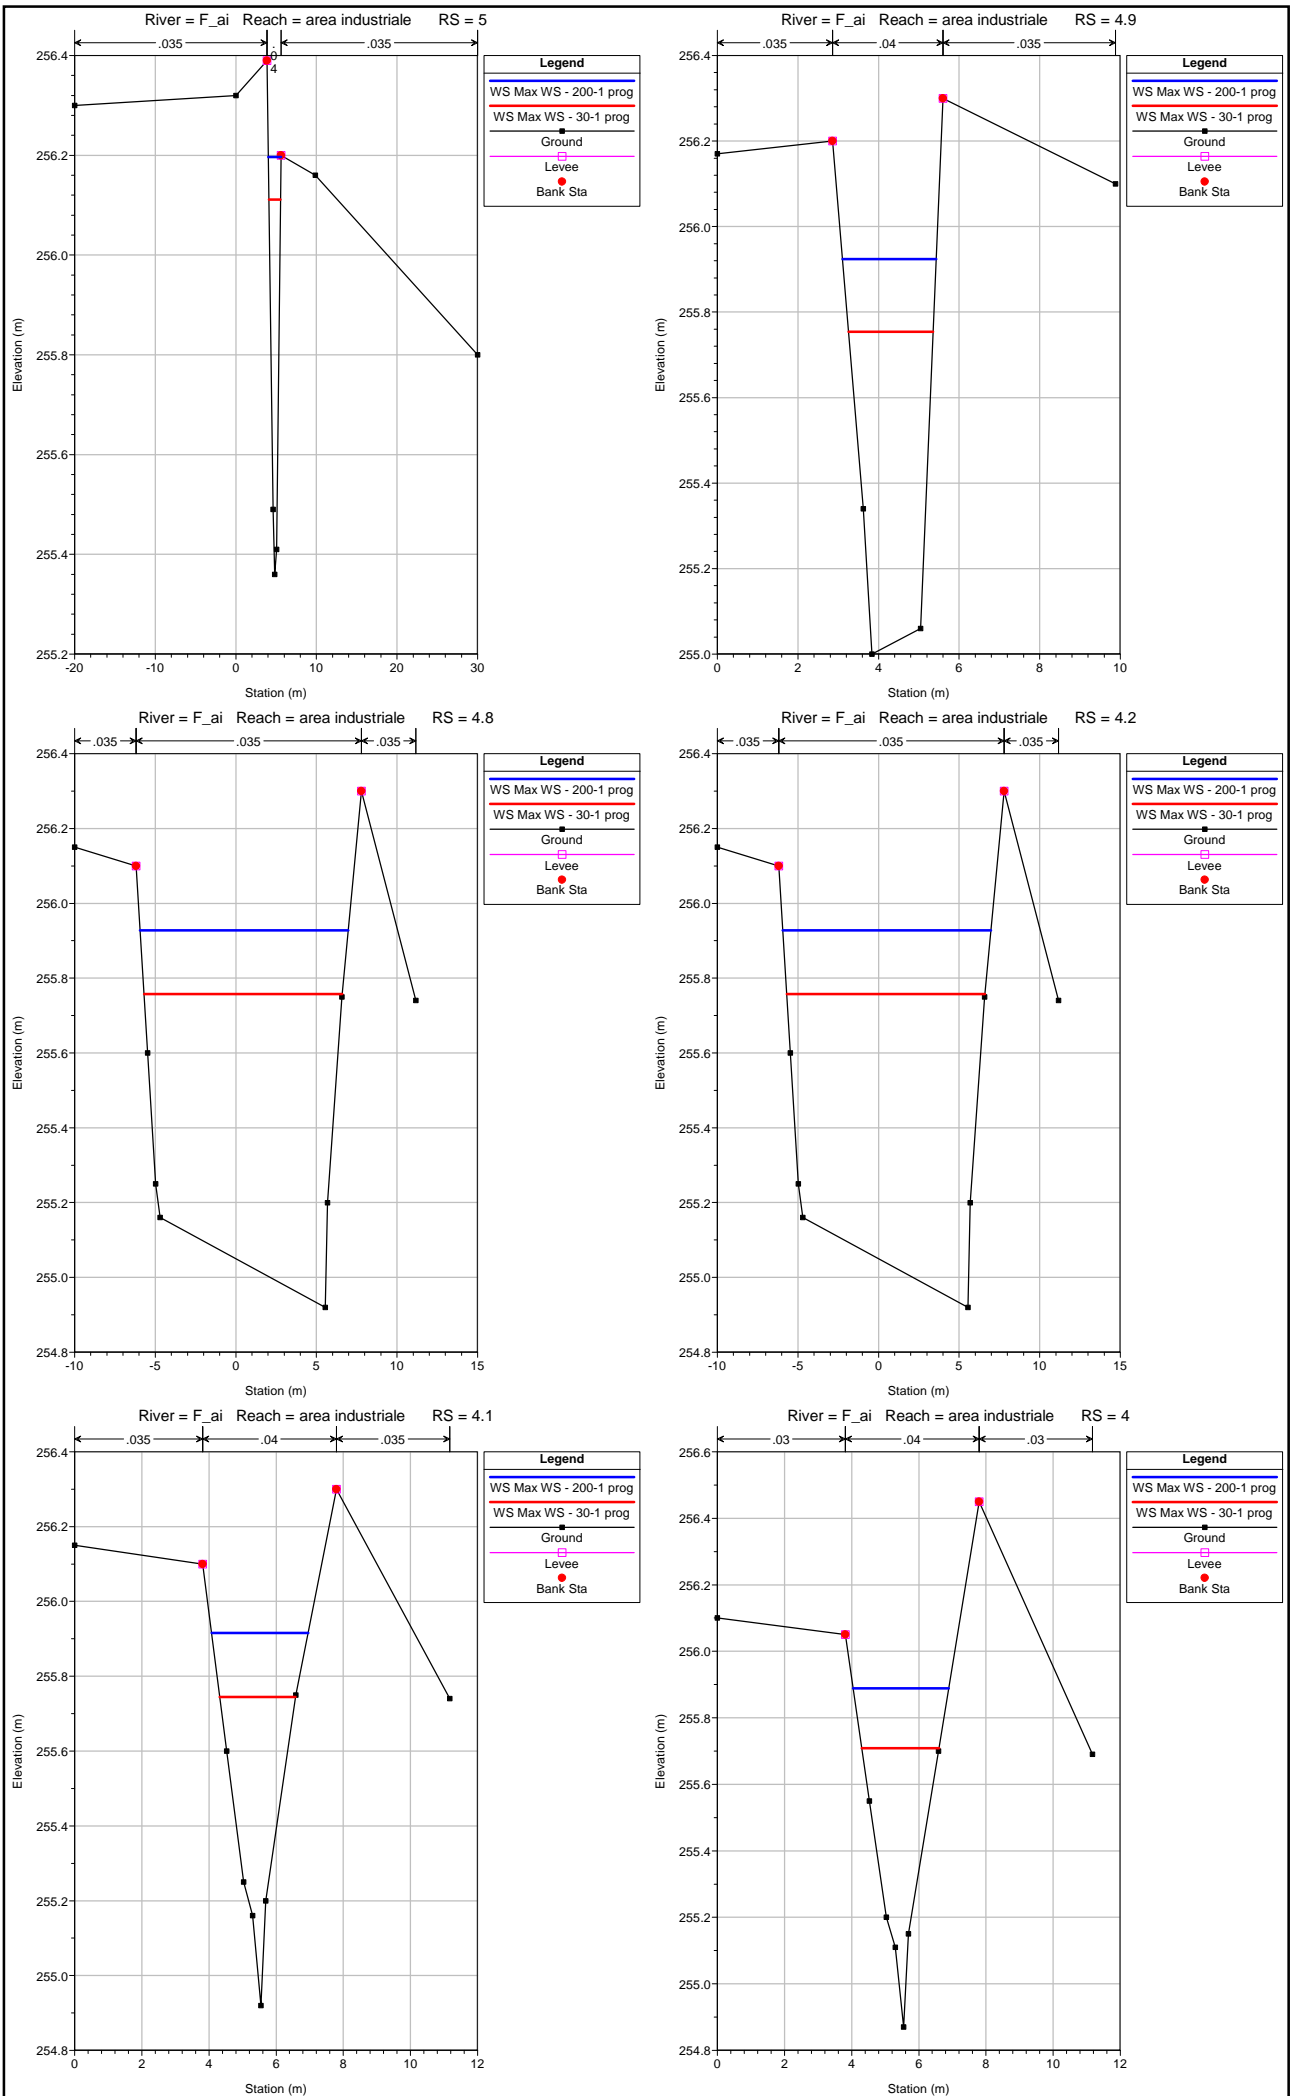 River = F_ai Reach = area industriale RS = 5
.035 .04 .035
Legend
WS Max WS - 200-1 prog
WS Max WS - 30-1 prog
Ground
Levee
Bank Sta
256.4
256.2
256.0
255.8
255.6
255.4
255.2
Elevation (m)
-20 -10 0 10 20 30
Station (m)
River = F_ai Reach = area industriale RS = 4.9
.035 .04 .035
Legend
WS Max WS - 200-1 prog
WS Max WS - 30-1 prog
Ground
Levee
Bank Sta
256.4
256.2
256.0
255.8
255.6
255.4
255.2
255.0
Elevation (m)
0 2 4 6 8 10
Station (m)
River = F_ai Reach = area industriale RS = 4.8
.035 .035 .035
Legend
WS Max WS - 200-1 prog
WS Max WS - 30-1 prog
Ground
Levee
Bank Sta
256.4
256.2
256.0
255.8
255.6
255.4
255.2
255.0
254.8
Elevation (m)
-10 -5 0 5 10 15
Station (m)
River = F_ai Reach = area industriale RS = 4.2
.035 .035 .035
Legend
WS Max WS - 200-1 prog
WS Max WS - 30-1 prog
Ground
Levee
Bank Sta
256.4
256.2
256.0
255.8
255.6
255.4
255.2
255.0
254.8
Elevation (m)
-10 -5 0 5 10 15
Station (m)
River = F_ai Reach = area industriale RS = 4.1
.035 .04 .035
Legend
WS Max WS - 200-1 prog
WS Max WS - 30-1 prog
Ground
Levee
Bank Sta
256.4
256.2
256.0
255.8
255.6
255.4
255.2
255.0
254.8
Elevation (m)
0 2 4 6 8 10 12
Station (m)
River = F_ai Reach = area industriale RS = 4
.03 .04 .03
Legend
WS Max WS - 200-1 prog
WS Max WS - 30-1 prog
Ground
Levee
Bank Sta
256.6
256.4
256.2
256.0
255.8
255.6
255.4
255.2
255.0
254.8
Elevation (m)
0 2 4 6 8 10 12
Station (m)